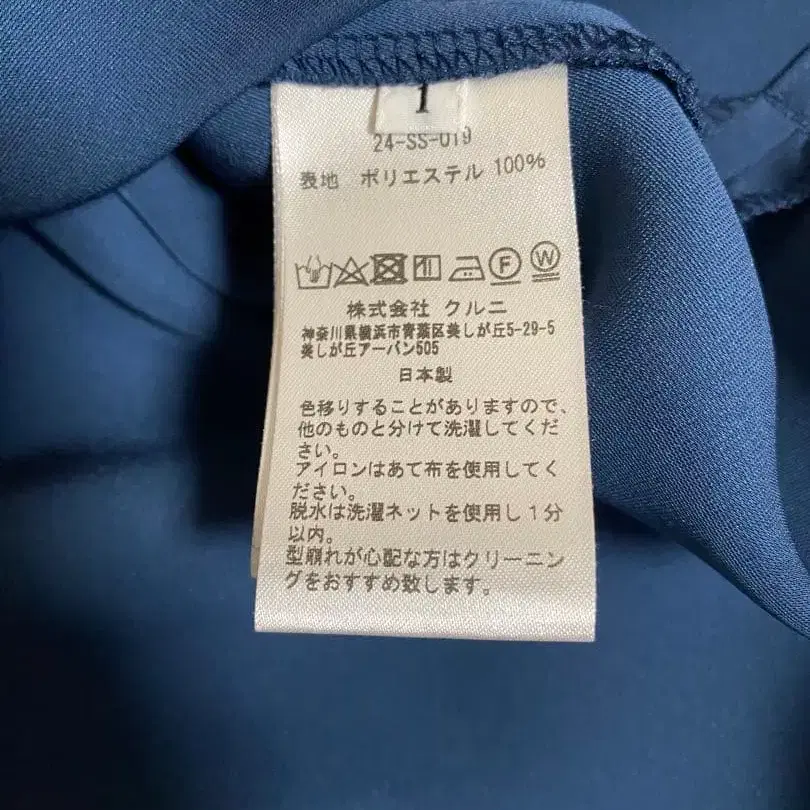 1
24-SS-019
表地 ポリエステル 100%
F W
株式会社 クルニ
神奈川県横浜市青葉区美しが丘5-29-5
美しが丘アーバン505
日本製
色移りすることがありますので、
他のものと分けて洗濯してくだ
さい。
アイロンはあて布を使用してく
ださい。
脱水は洗濯ネットを使用し1分
以内。
型崩れが心配な方はクリーニン
グをおすすめ致します。